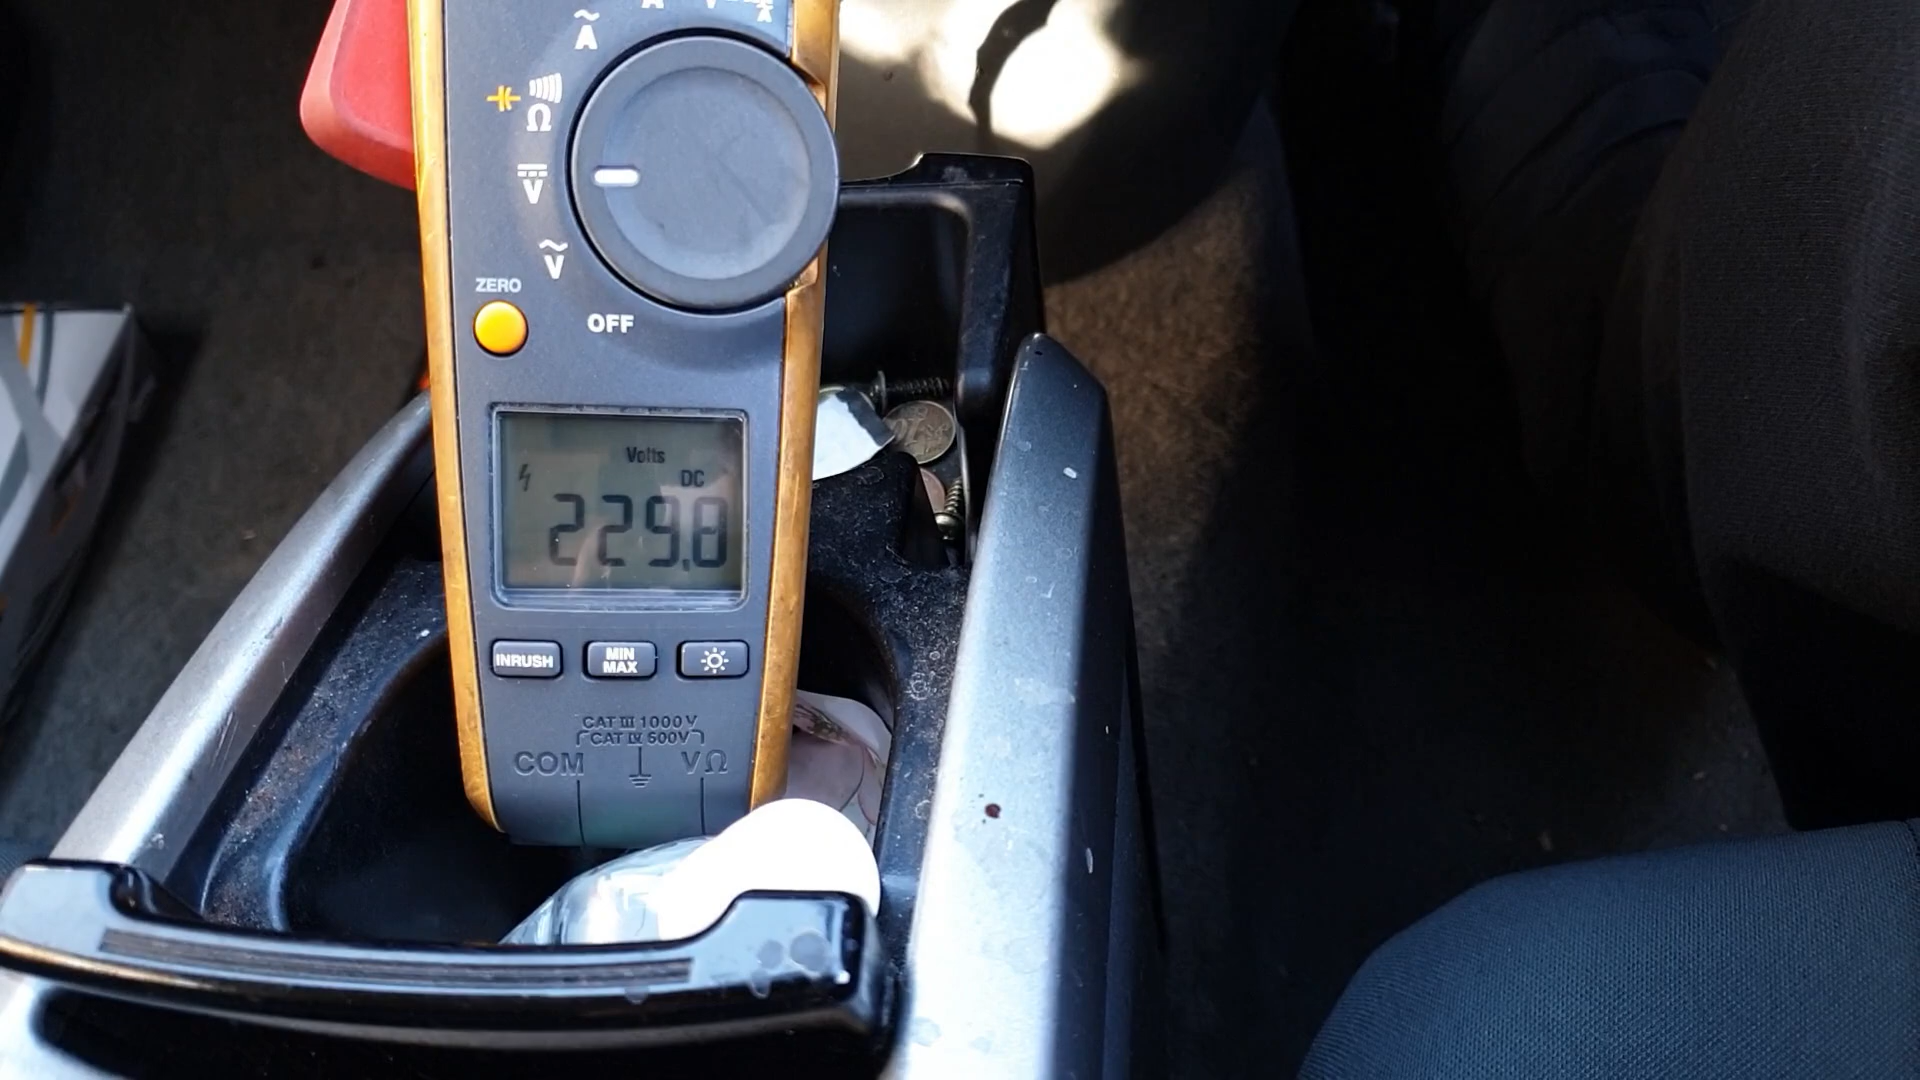 A
V
A
Ã
Ω
V
Ṽ
ZERO
OFF
Volts
DC
229.8
INRUSH
MIN
MAX
CAT III 1000V
CAT IV 600V
COM
VΩ